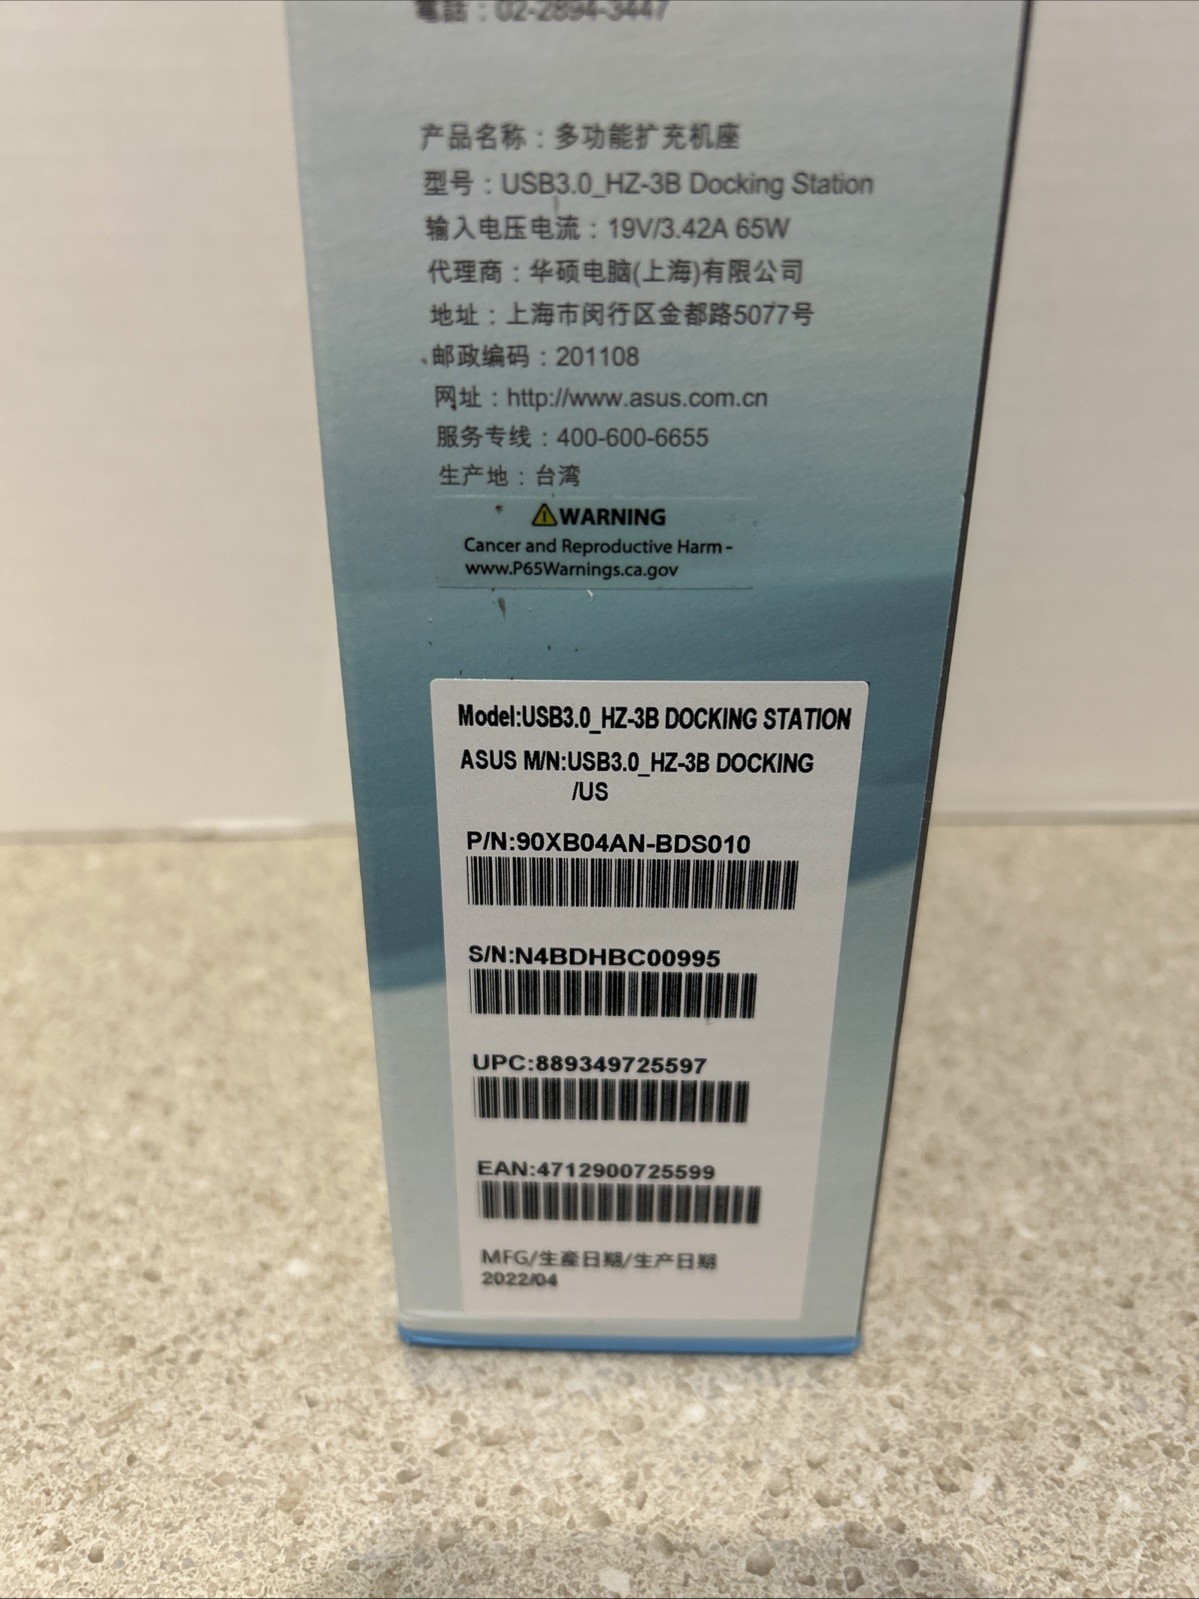 電話：02-2894-3447
产品名称：多功能扩充机座
型号：USB3.0_HZ-3B Docking Station
输入电压电流：19V/3.42A 65W
代理商：华硕电脑(上海)有限公司
地址：上海市闵行区金都路5077号
邮政编码：201108
网址：http://www.asus.com.cn
服务专线：400-600-6655
生产地：台湾
WARNING
Cancer and Reproductive Harm -
www.P65Warnings.ca.gov
Model:USB3.0_HZ-3B DOCKING STATION
ASUS M/N:USB3.0_HZ-3B DOCKING
/US
P/N:90XB04AN-BDS010
S/N:N4BDHBC00995
UPC:889349725597
EAN:4712900725599
MFG/生產日期/生产日期
2022/04